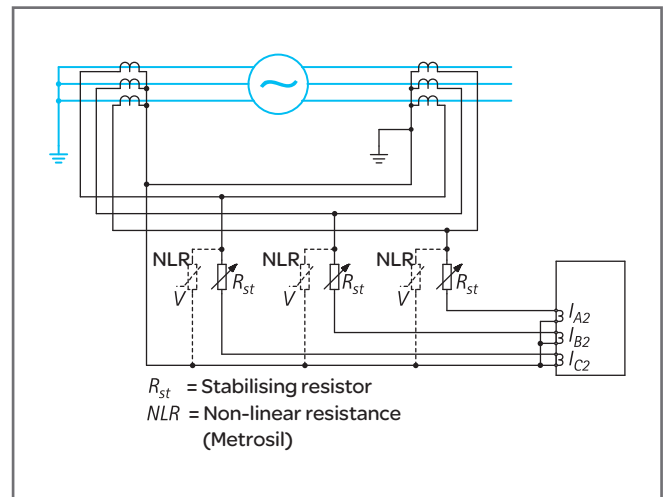 NLR
V
Rst
NLR
V
Rst
NLR
V
Rst
IA2
IB2
IC2
Rst = Stabilising resistor
NLR = Non-linear resistance
(Metrosil)